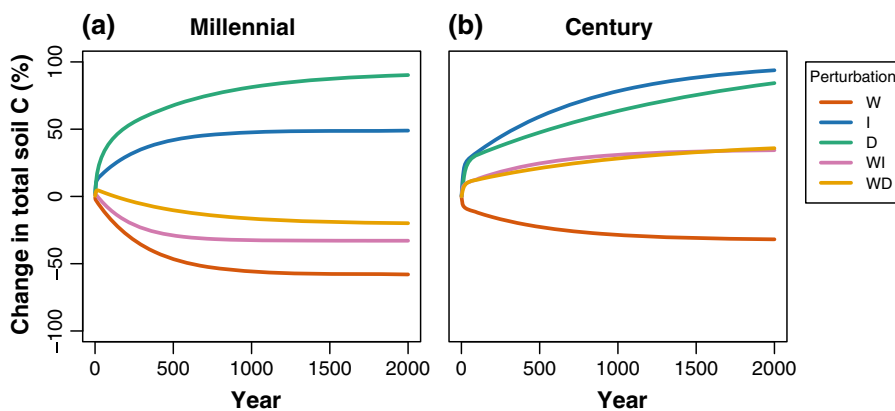 (a) Millennial
(b) Century
Change in total soil C (%)
100
50
0
−50
−100
0 500 1000 1500 2000
0 500 1000 1500 2000
Year
Year
Perturbation
W
I
D
WI
WD